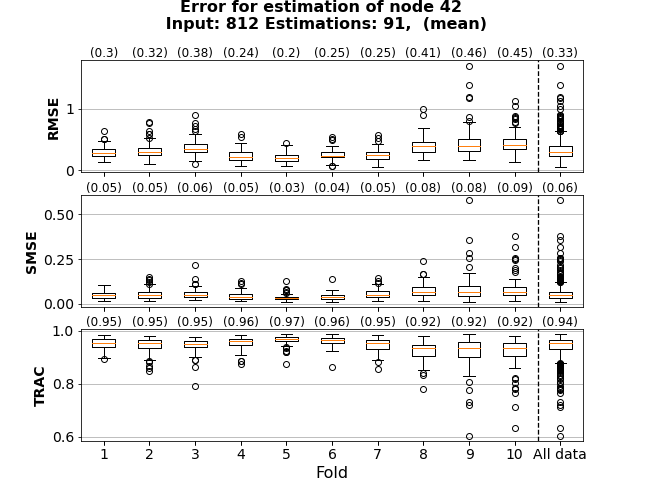 Error for estimation of node 42
Input: 812 Estimations: 91,  (mean)
(0.3) (0.32) (0.38) (0.24) (0.2) (0.25) (0.25) (0.41) (0.46) (0.45) (0.33)
RMSE
1
0
(0.05) (0.05) (0.06) (0.05) (0.03) (0.04) (0.05) (0.08) (0.08) (0.09) (0.06)
SMSE
0.50
0.25
0.00
(0.95) (0.95) (0.95) (0.96) (0.97) (0.96) (0.95) (0.92) (0.92) (0.92) (0.94)
TRAC
1.0
0.8
0.6
1 2 3 4 5 6 7 8 9 10 All data
Fold